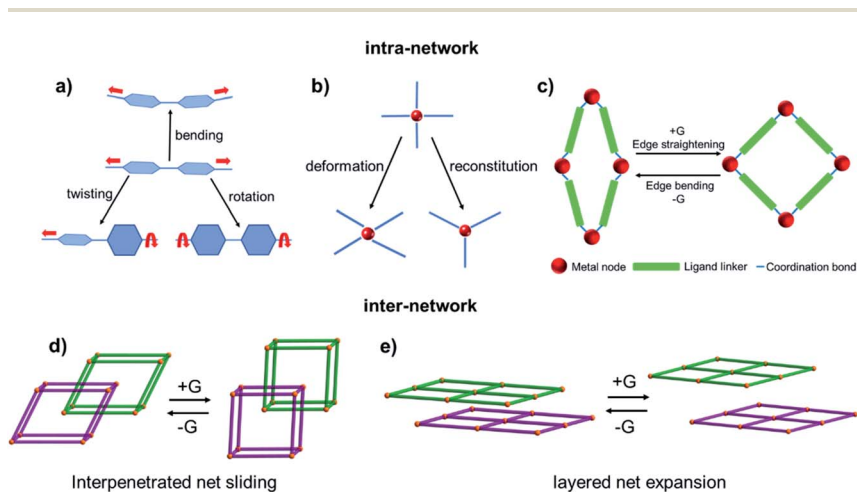 intra-network
a)
bending
twisting
rotation
b)
deformation
reconstitution
c)
+G
Edge straightening
Edge bending
-G
Metal node
Ligand linker
Coordination bond
inter-network
d)
+G
-G
Interpenetrated net sliding
e)
+G
-G
layered net expansion